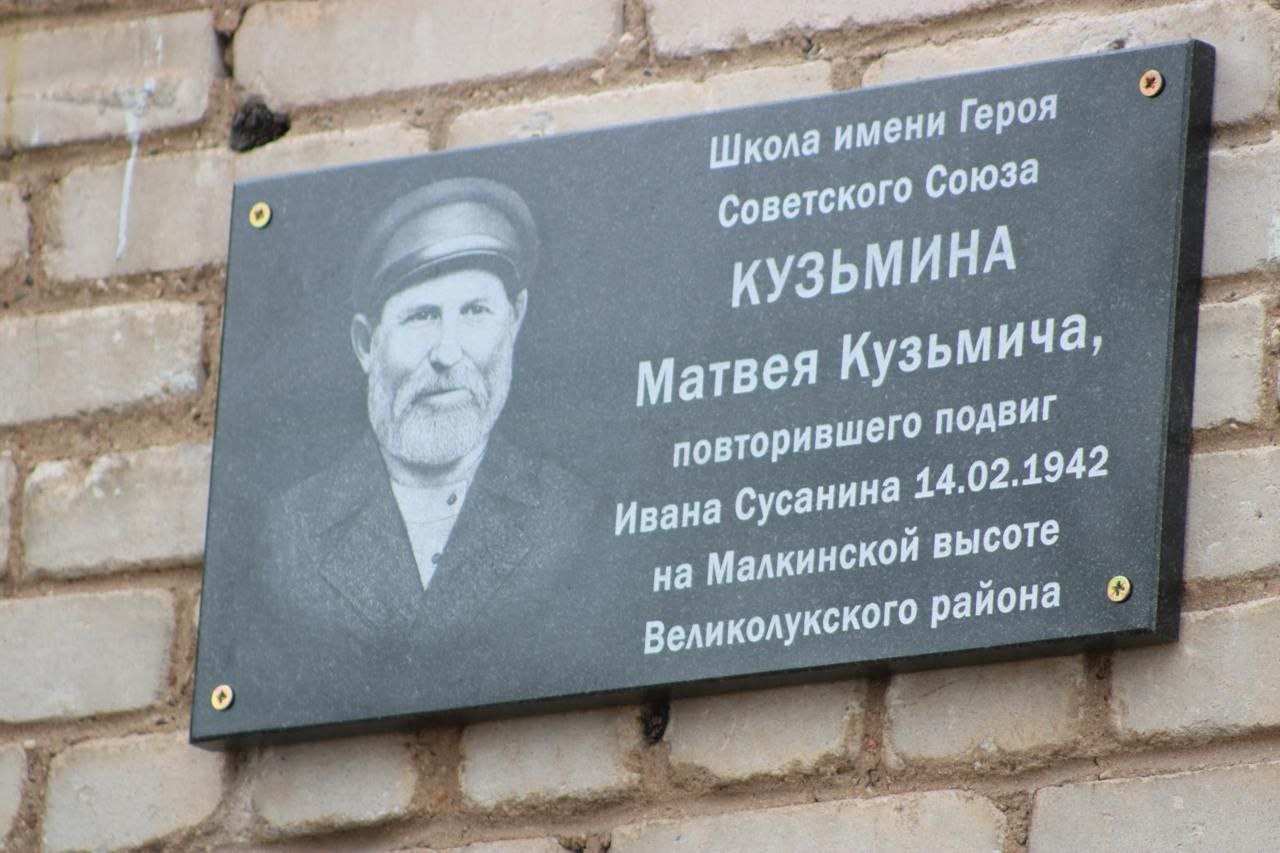 Школа имени Героя
Советского Союза
КУЗЬМИНА
Матвея Кузьмича,
повторившего подвиг
Ивана Сусанина 14.02.1942
на Малкинской высоте
Великолукского района